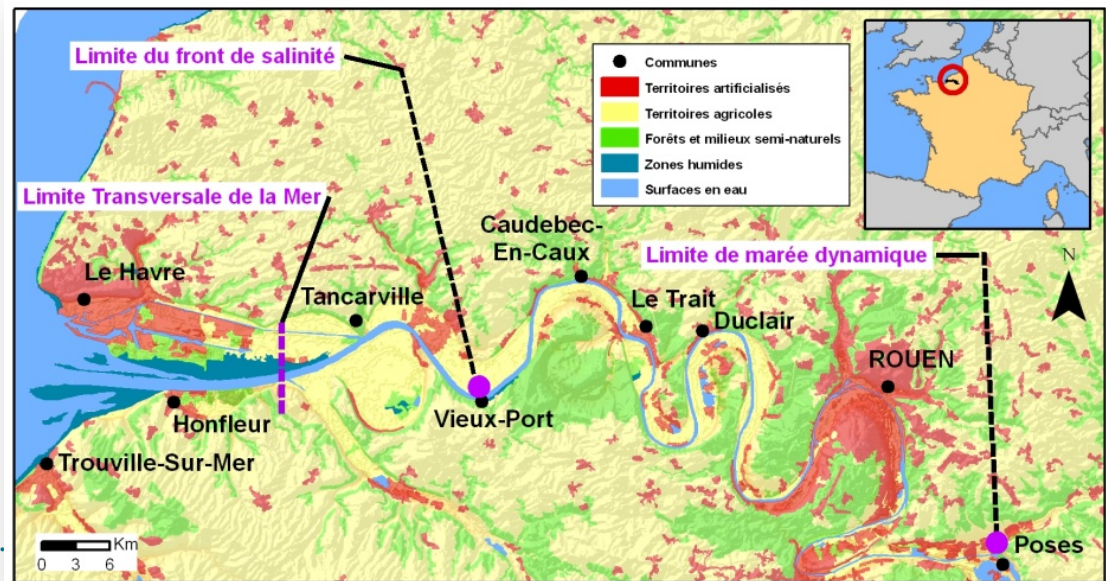 Limite du front de salinité
Communes
Territoires artificialisés
Territoires agricoles
Forêts et milieux semi-naturels
Zones humides
Surfaces en eau
Limite Transversale de la Mer
Caudebec-
En-Caux
Limite de marée dynamique
N
Le Havre
Tancarville
Le Trait
Duclair
ROUEN
Honfleur
Vieux-Port
Trouville-Sur-Mer
Poses
Km
0 3 6